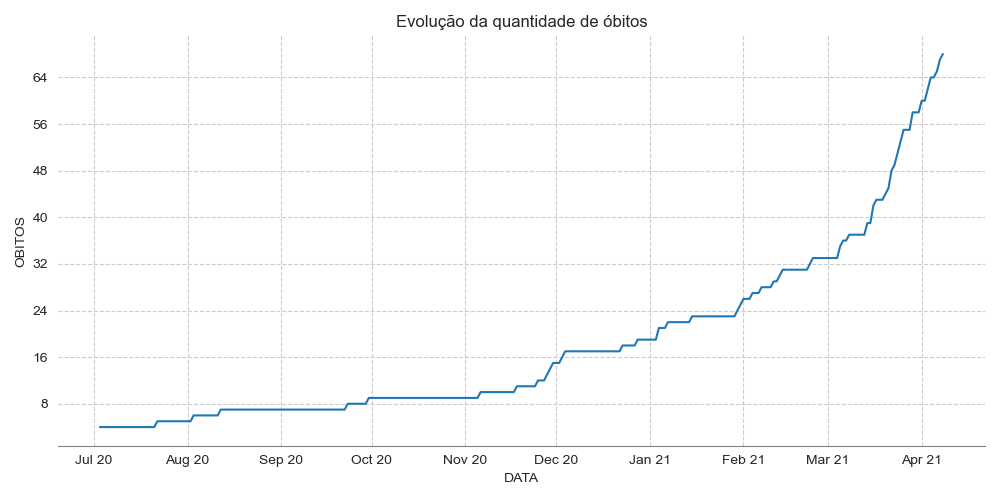 Evolução da quantidade de óbitos
64
56
48
40
32
24
16
8
OBITOS
Jul 20 Aug 20 Sep 20 Oct 20 Nov 20 Dec 20 Jan 21 Feb 21 Mar 21 Apr 21
DATA